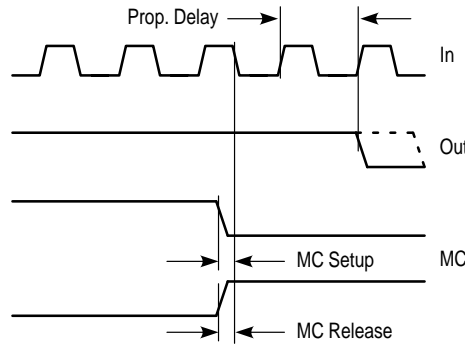 Prop. Delay
In
Out
MC Setup
MC
MC Release